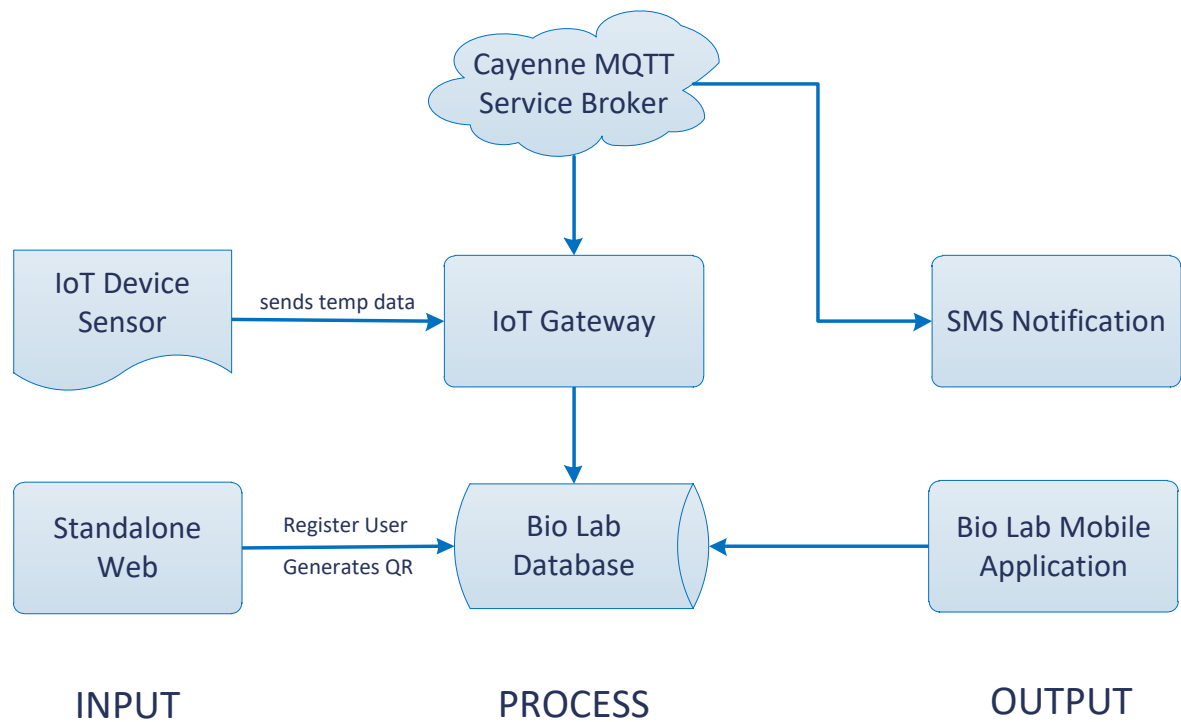 Cayenne MQTT
Service Broker
IoT Device
Sensor
sends temp data
IoT Gateway
SMS Notification
Standalone
Web
Register User
Generates QR
Bio Lab
Database
Bio Lab Mobile
Application
INPUT
PROCESS
OUTPUT